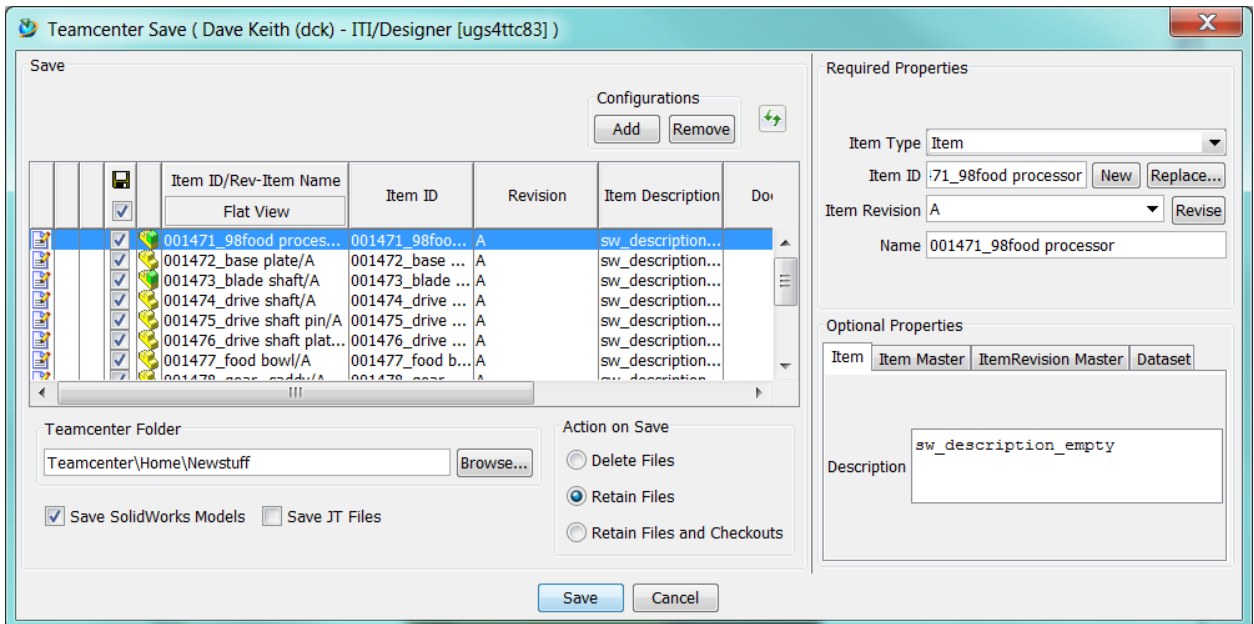 Teamcenter Save ( Dave Keith (dck) - ITI/Designer [ugs4ttc83] )
X
Save
Configurations
Add Remove
Item ID/Rev-Item Name Item ID Revision Item Description Do
Flat View
001471_98food proces... 001471_98foo... A sw_description...
001472_base plate/A 001472_base ... A sw_description...
001473_blade shaft/A 001473_blade ... A sw_description...
001474_drive shaft/A 001474_drive ... A sw_description...
001475_drive shaft pin/A 001475_drive ... A sw_description...
001476_drive shaft plat... 001476_drive ... A sw_description...
001477_food bowl/A 001477_food b... A sw_description...
Teamcenter Folder
Teamcenter\Home\Newstuff Browse...
Save SolidWorks Models Save JT Files
Action on Save
Delete Files
Retain Files
Retain Files and Checkouts
Required Properties
Item Type Item
Item ID 71_98food processor New Replace...
Item Revision A Revise
Name 001471_98food processor
Optional Properties
Item Item Master ItemRevision Master Dataset
Description sw_description_empty
Save Cancel